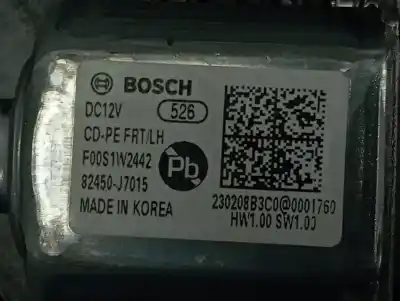 BOSCH
DC12V 526
CD-PE FRT/LH
F00S1W2442
Pb
82450-J7015
MADE IN KOREA
230208B3C0@0001760
HW1.00 SW1.00